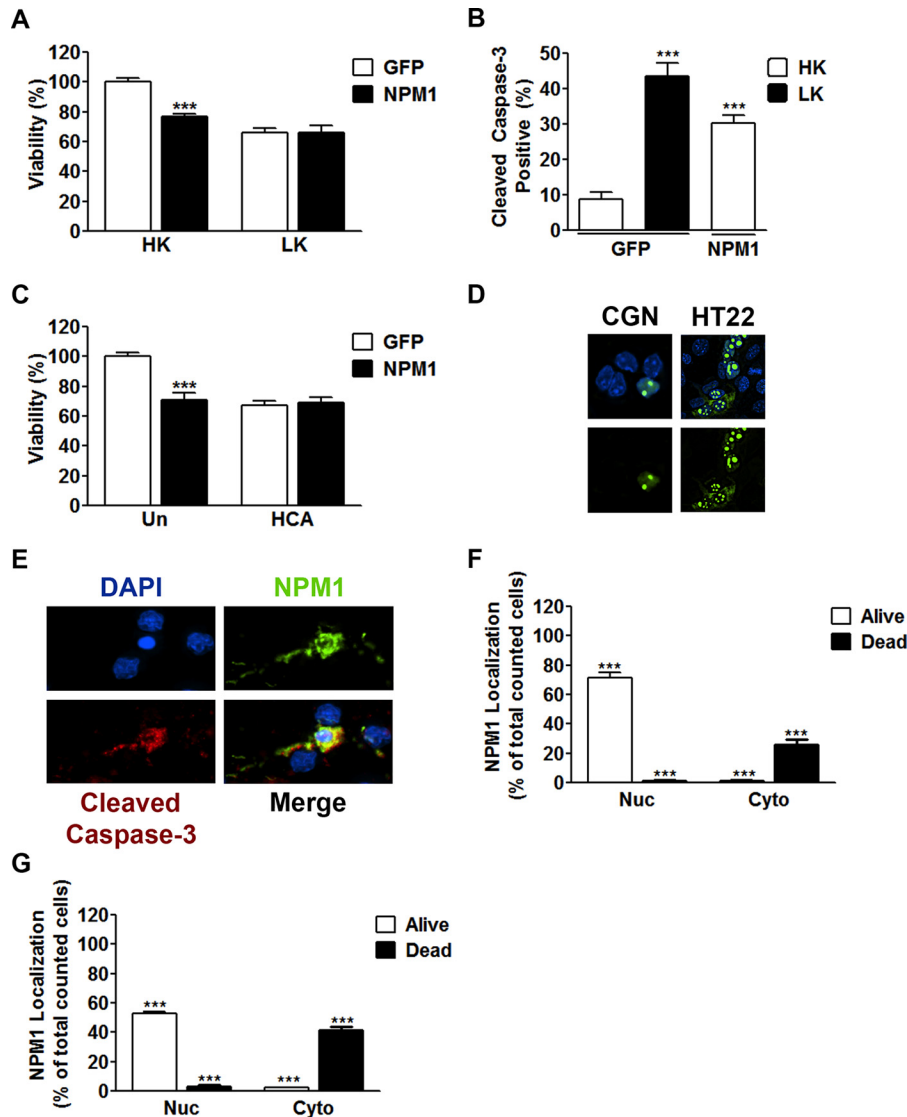 A
Viability (%)
120
100
80
60
40
20
0
***
HK
LK
GFP
NPM1
B
Cleaved Caspase-3
Positive (%)
50
40
30
20
10
0
***
***
GFP
NPM1
HK
LK
C
Viability (%)
120
100
80
60
40
20
0
***
Un
HCA
GFP
NPM1
D
CGN
HT22
E
DAPI
NPM1
Cleaved
Caspase-3
Merge
F
NPM1 Localization
(% of total counted cells)
120
100
80
60
40
20
0
***
***
***
***
Nuc
Cyto
Alive
Dead
G
NPM1 Localization
(% of total counted cells)
120
100
80
60
40
20
0
***
***
***
***
Nuc
Cyto
Alive
Dead